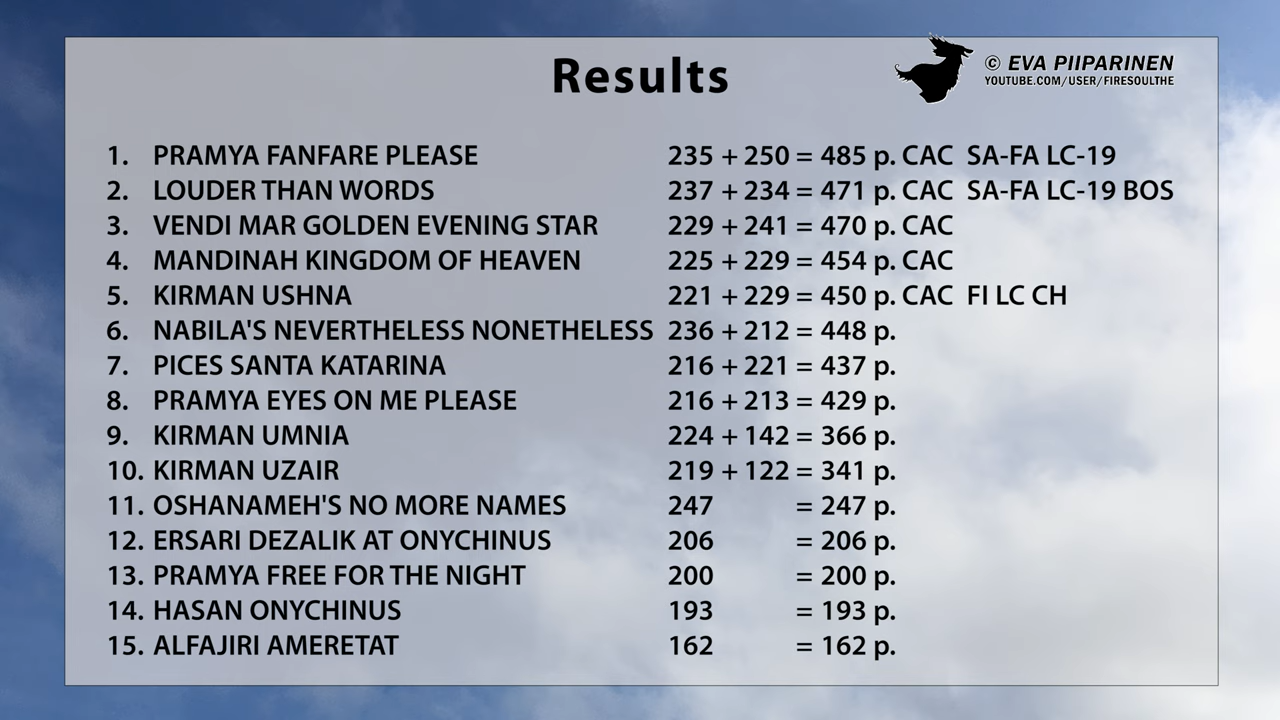 Results
© EVA PIIPARINEN
YOUTUBE.COM/USER/FIRESOULTHE
1. PRAMYA FANFARE PLEASE 235 + 250 = 485 p. CAC SA-FA LC-19
2. LOUDER THAN WORDS 237 + 234 = 471 p. CAC SA-FA LC-19 BOS
3. VENDI MAR GOLDEN EVENING STAR 229 + 241 = 470 p. CAC
4. MANDINAH KINGDOM OF HEAVEN 225 + 229 = 454 p. CAC
5. KIRMAN USHNA 221 + 229 = 450 p. CAC FI LC CH
6. NABILA'S NEVERTHELESS NONETHELESS 236 + 212 = 448 p.
7. PICES SANTA KATARINA 216 + 221 = 437 p.
8. PRAMYA EYES ON ME PLEASE 216 + 213 = 429 p.
9. KIRMAN UMNIA 224 + 142 = 366 p.
10. KIRMAN UZAIR 219 + 122 = 341 p.
11. OSHANAMEH'S NO MORE NAMES 247 = 247 p.
12. ERSARI DEZALIK AT ONYCHINUS 206 = 206 p.
13. PRAMYA FREE FOR THE NIGHT 200 = 200 p.
14. HASAN ONYCHINUS 193 = 193 p.
15. ALFAJIRI AMERETAT 162 = 162 p.